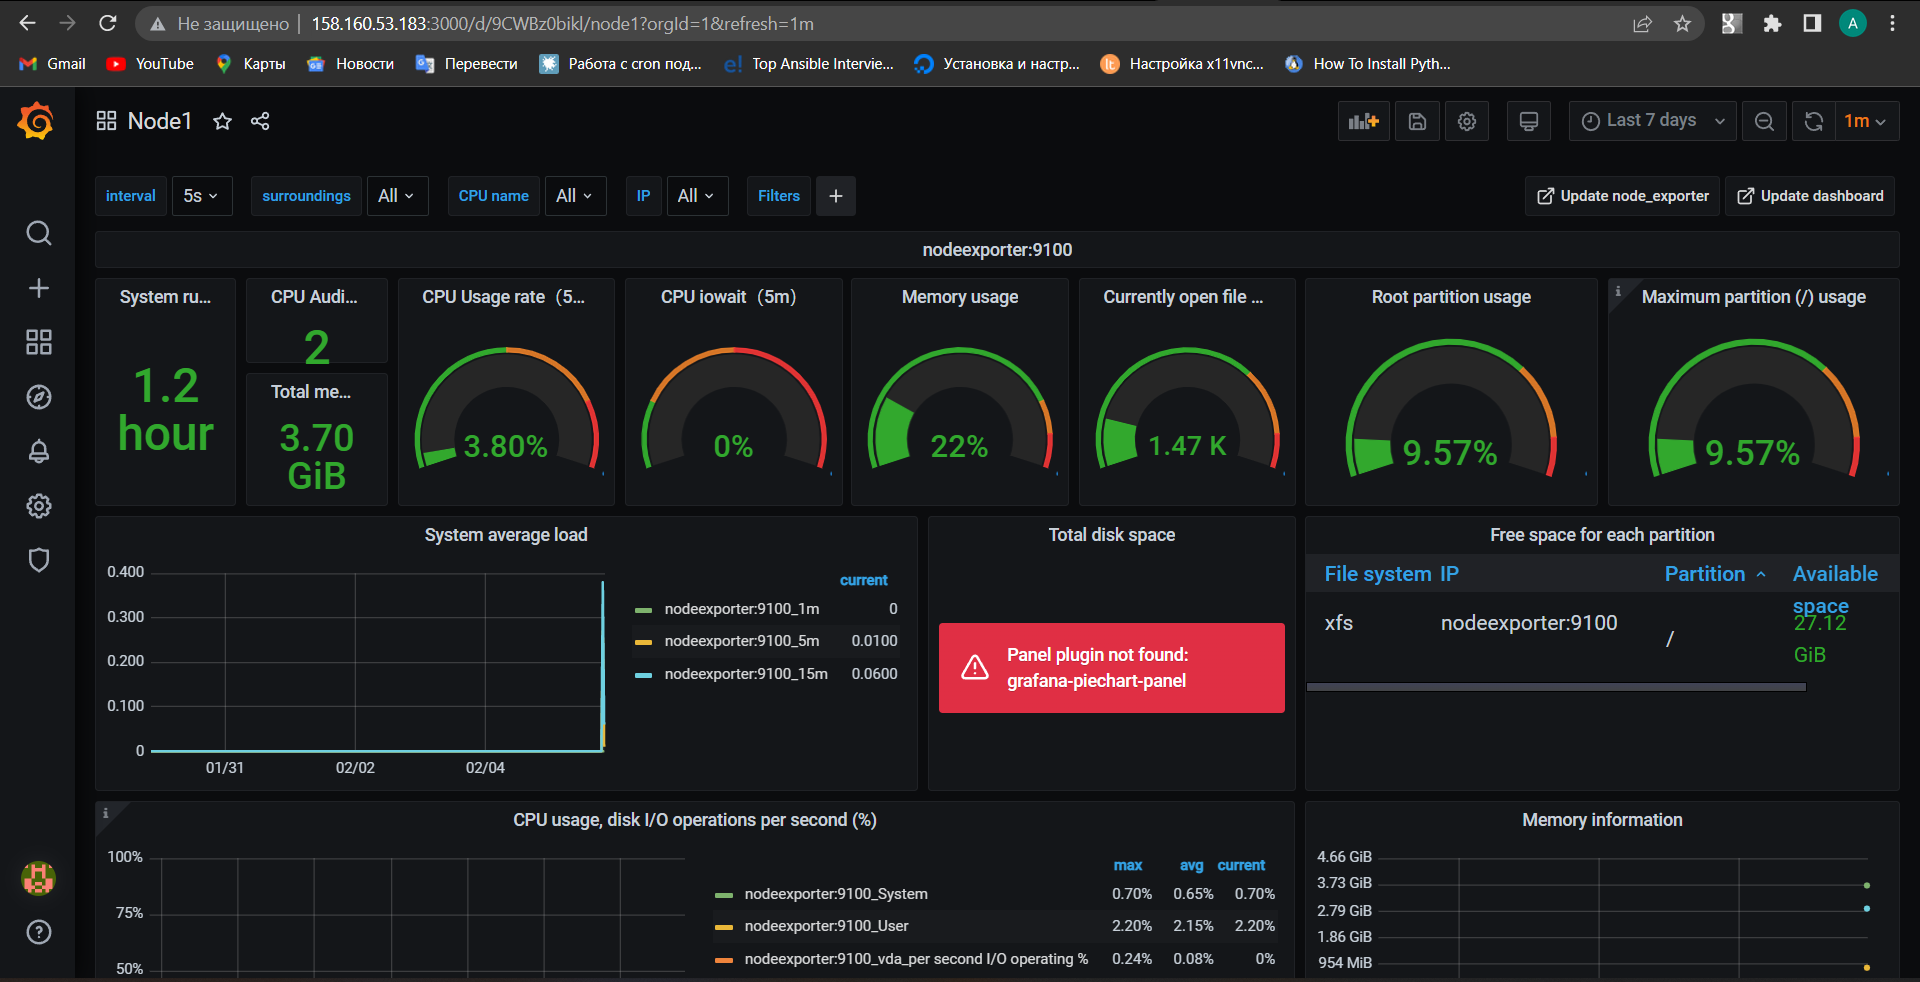 Не защищено | 158.160.53.183:3000/d/9CWBz0bikl/node1?orgId=1&refresh=1m
A
Gmail YouTube Карты Новости Перевести Работа с cron под... Top Ansible Intervie... Установка и настр... Настройка x11vnc... How To Install Pyth...
Node1 Last 7 days 1m
interval 5s surroundings All CPU name All IP All Filters + Update node_exporter Update dashboard
nodeexporter:9100
System ru...
1.2
hour
CPU Audi...
2
Total me...
3.70
GiB
CPU Usage rate（5...
3.80%
CPU iowait（5m）
0%
Memory usage
22%
Currently open file ...
1.47 K
Root partition usage
9.57%
Maximum partition (/) usage
9.57%
System average load
0.400
0.300
0.200
0.100
0
01/31 02/02 02/04
current
nodeexporter:9100_1m 0
nodeexporter:9100_5m 0.0100
nodeexporter:9100_15m 0.0600
Total disk space
Panel plugin not found:
grafana-piechart-panel
Free space for each partition
File system IP Partition Available
space
xfs nodeexporter:9100 / 27.12
GiB
CPU usage, disk I/O operations per second (%)
100%
75%
50%
max avg current
nodeexporter:9100_System 0.70% 0.65% 0.70%
nodeexporter:9100_User 2.20% 2.15% 2.20%
nodeexporter:9100_vda_per second I/O operating % 0.24% 0.08% 0%
Memory information
4.66 GiB
3.73 GiB
2.79 GiB
1.86 GiB
954 MiB